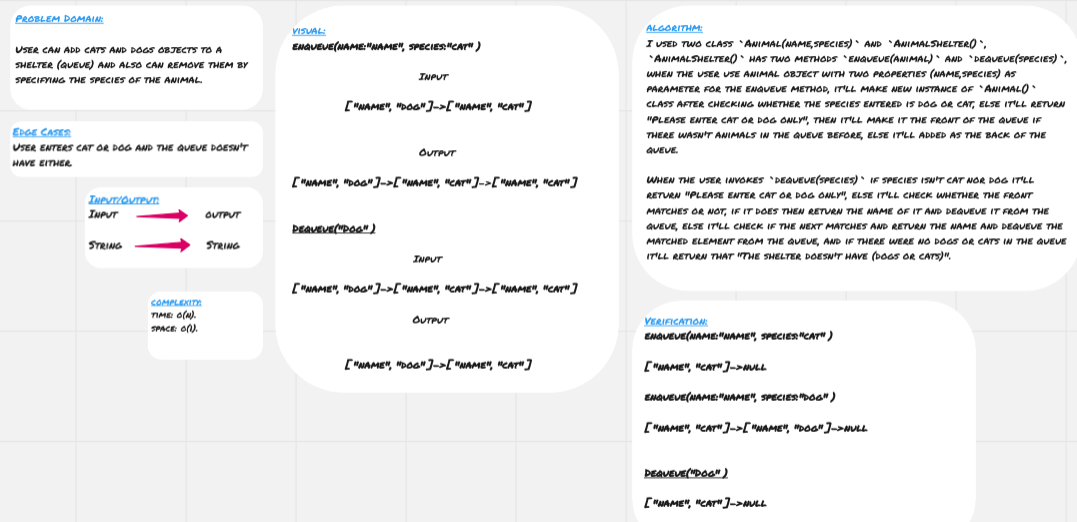 Problem Domain:
User can add cats and dogs objects to a
shelter (queue) and also can remove them by
specifying the species of the animal.
Edge Cases:
User enters cat or dog and the queue doesn't
have either.
Input/Output:
Input output
String String
complexity:
time: O(n).
space: O(1).
visual:
enqueue(name:"name", species:"cat" )
Input
["name", "dog"]->["name", "cat"]
Output
["name", "dog"]->["name", "cat"]->["name", "cat"]
Dequeue("Dog" )
Input
["name", "dog"]->["name", "cat"]->["name", "cat"]
Output
["name", "dog"]->["name", "cat"]
algorithm:
I used two class `Animal(name,species)` and `AnimalShelter()`,
`AnimalShelter()` has two methods `enqueue(animal)` and `dequeue(species)`,
when the user use animal object with two properties (name,species) as
parameter for the enqueue method, it'll make new instance of `Animal()`
class after checking whether the species entered is dog or cat, else it'll return
"Please enter cat or dog only", then it'll make it the front of the queue if
there wasn't animals in the queue before, else it'll added as the back of the
queue.
When the user invokes `dequeue(species)` if species isn't cat nor dog it'll
return "Please enter cat or dog only", else it'll check whether the front
matches or not, if it does then return the name of it and dequeue it from the
queue, else it'll check if the next matches and return the name and dequeue the
matched element from the queue, and if there were no dogs or cats in the queue
it'll return that "The shelter doesn't have (dogs or cats)".
Verification:
enqueue(name:"name", species:"cat" )
["name", "cat"]->null
enqueue(name:"name", species:"dog" )
["name", "cat"]->["name", "dog"]->null
Dequeue("Dog" )
["name", "cat"]->null